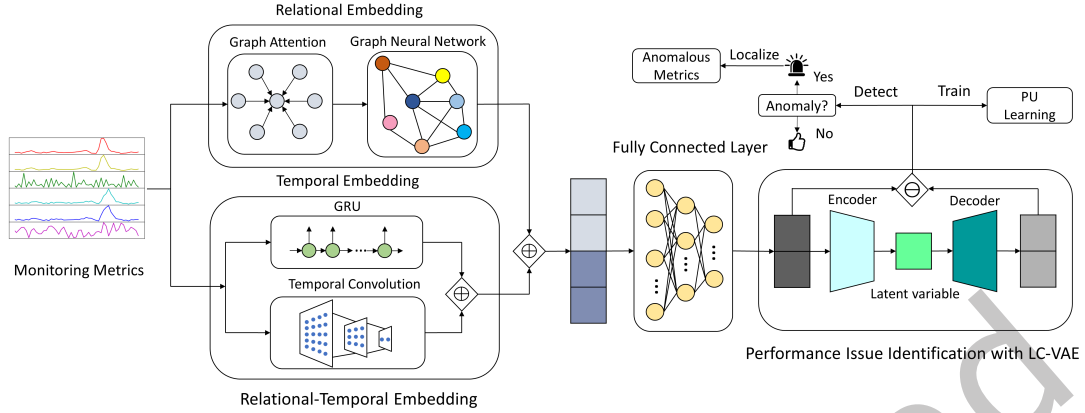 Relational Embedding
Graph Attention
Graph Neural Network
Monitoring Metrics
Temporal Embedding
GRU
Temporal Convolution
Relational-Temporal Embedding
Fully Connected Layer
Anomalous
Metrics
Localize
Yes
Anomaly?
No
Detect
Train
PU
Learning
Encoder
Decoder
Latent variable
Performance Issue Identification with LC-VAE